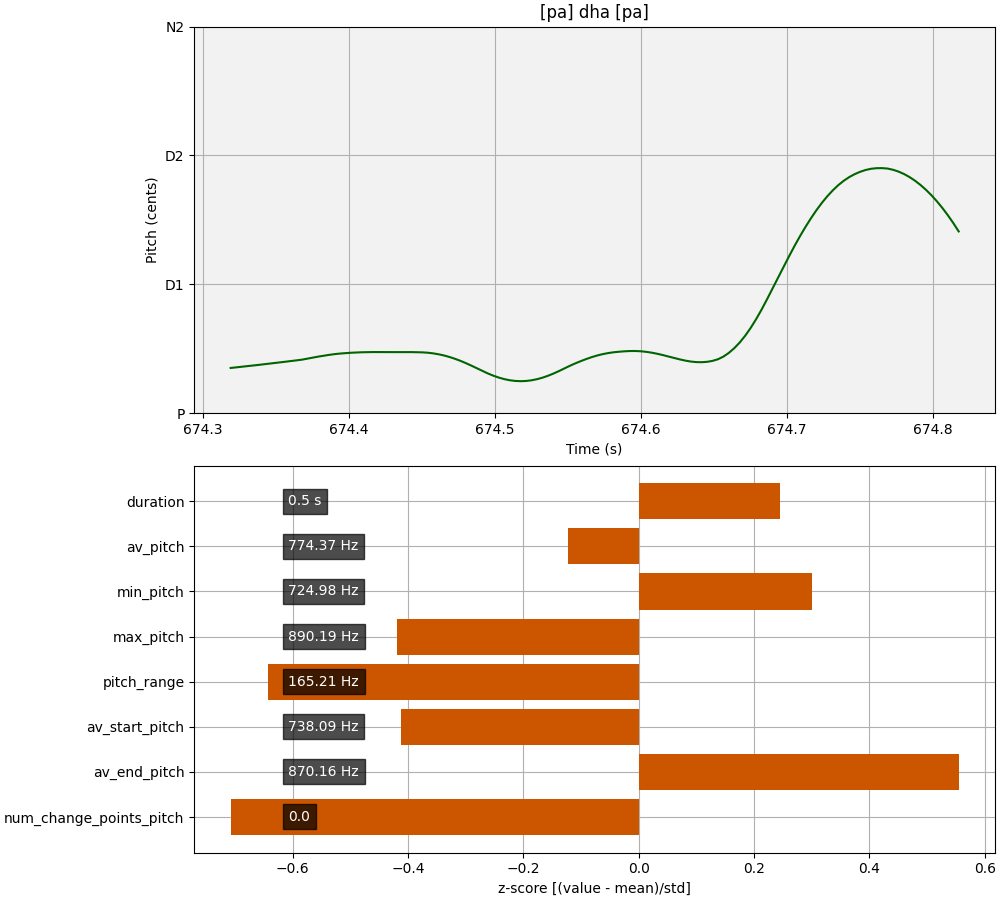 [pa] dha [pa]
N2
D2
D1
P
Pitch (cents)
674.3 674.4 674.5 674.6 674.7 674.8
Time (s)
duration 0.5 s
av_pitch 774.37 Hz
min_pitch 724.98 Hz
max_pitch 890.19 Hz
pitch_range 165.21 Hz
av_start_pitch 738.09 Hz
av_end_pitch 870.16 Hz
num_change_points_pitch 0.0
−0.6 −0.4 −0.2 0.0 0.2 0.4 0.6
z-score [(value - mean)/std]